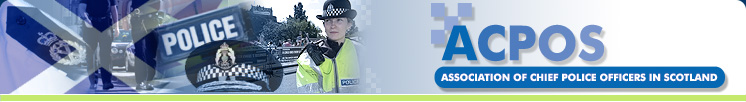 POLICE
ACPOS
ASSOCIATION OF CHIEF POLICE OFFICERS IN SCOTLAND